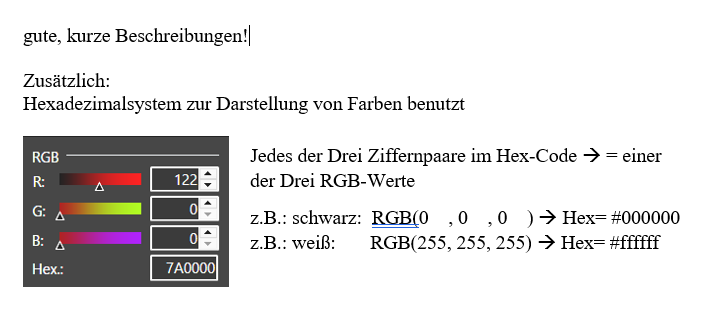 gute, kurze Beschreibungen!
Zusätzlich:
Hexadezimalsystem zur Darstellung von Farben benutzt
RGB
R: 122
G: 0
B: 0
Hex.: 7A0000
Jedes der Drei Ziffernpaare im Hex-Code → = einer
der Drei RGB-Werte
z.B.: schwarz: RGB(0 , 0 , 0 ) → Hex= #000000
z.B.: weiß: RGB(255, 255, 255) → Hex= #ffffff